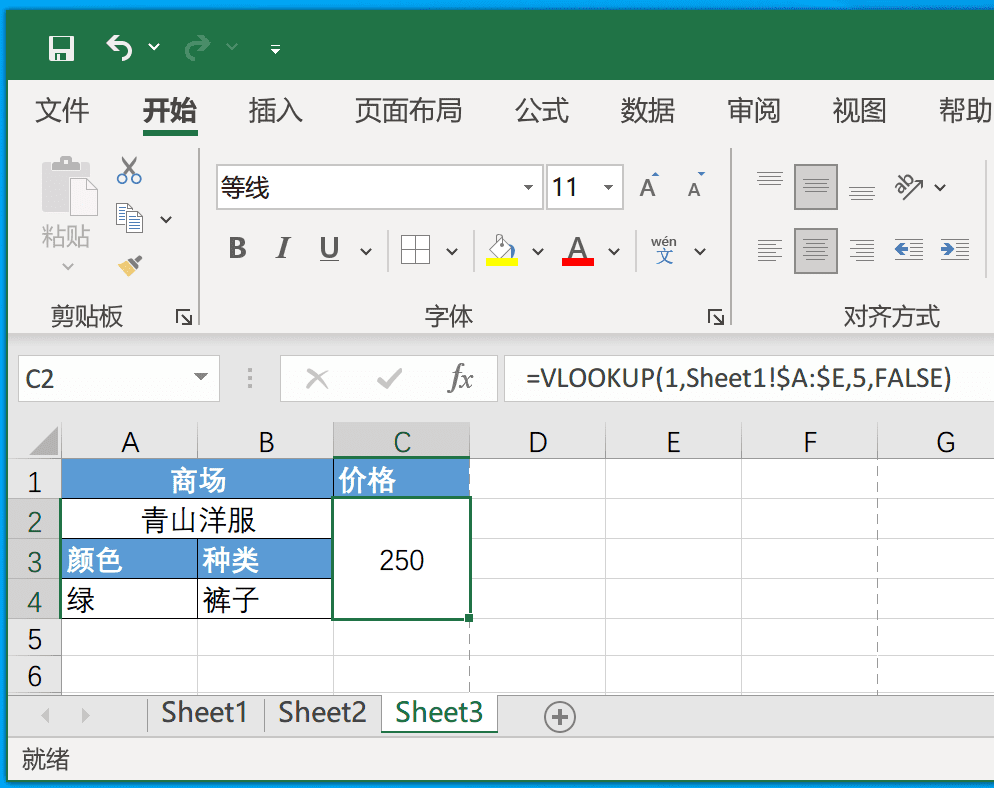 文件 开始 插入 页面布局 公式 数据 审阅 视图 帮助
等线 11 A A
粘贴
B I U A wén 文
剪贴板 字体 对齐方式
C2 fx =VLOOKUP(1,Sheet1!$A:$E,5,FALSE)
A B C D E F G
1 商场 价格
2 青山洋服
3 颜色 种类 250
4 绿 裤子
5
6
Sheet1 Sheet2 Sheet3
就绪